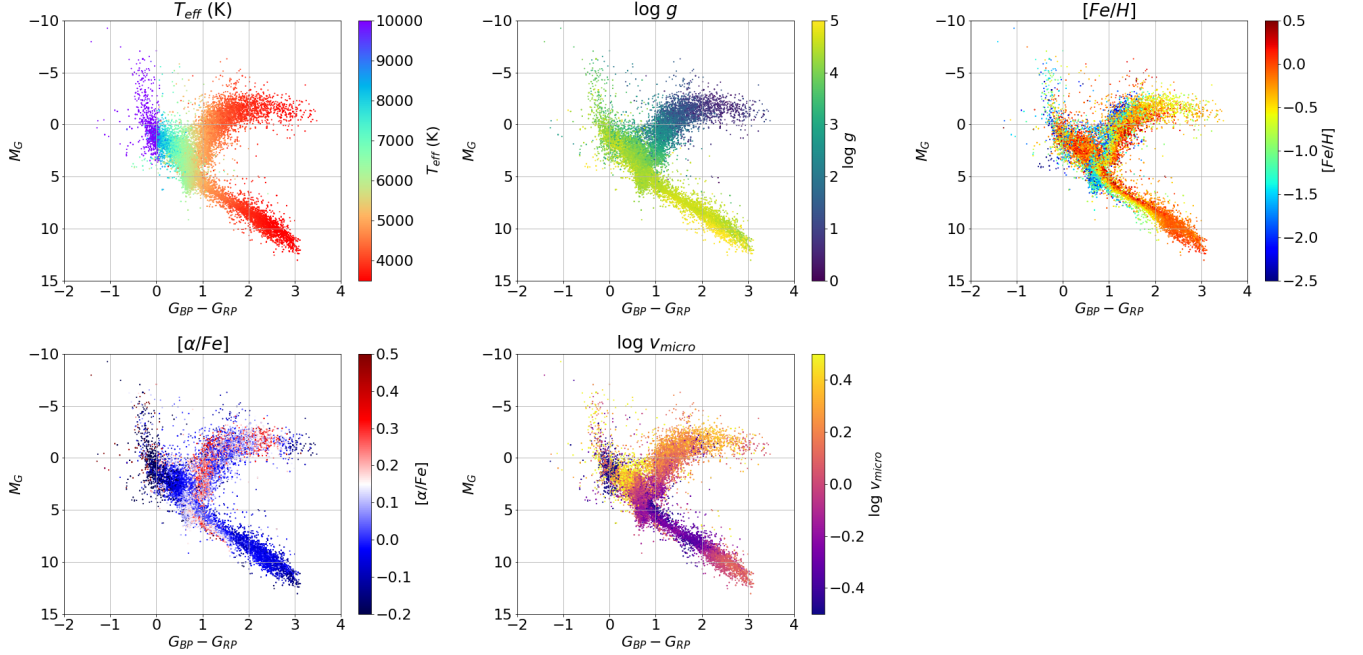 T_eff (K)
-10
-5
0
5
10
15
M_G
-2 -1 0 1 2 3 4
G_BP − G_RP
10000
9000
8000
7000
6000
5000
4000
T_eff (K)
log g
-10
-5
0
5
10
15
M_G
-2 -1 0 1 2 3 4
G_BP − G_RP
5
4
3
2
1
0
log g
[Fe/H]
-10
-5
0
5
10
15
M_G
-2 -1 0 1 2 3 4
G_BP − G_RP
0.5
0.0
-0.5
-1.0
-1.5
-2.0
-2.5
[Fe/H]
[α/Fe]
-10
-5
0
5
10
15
M_G
-2 -1 0 1 2 3 4
G_BP − G_RP
0.5
0.4
0.3
0.2
0.1
0.0
-0.1
-0.2
[α/Fe]
log v_micro
-10
-5
0
5
10
15
M_G
-2 -1 0 1 2 3 4
G_BP − G_RP
0.4
0.2
0.0
-0.2
-0.4
log v_micro